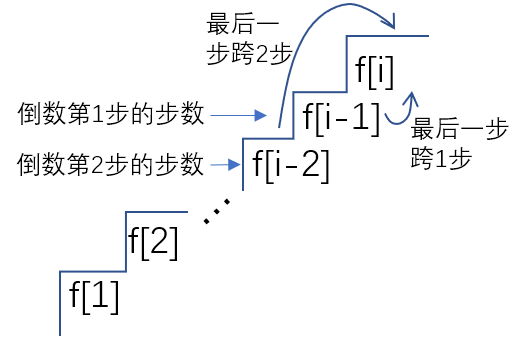 最后一
步跨2步
f[i]
倒数第1步的步数
f[i-1]
最后一步
跨1步
倒数第2步的步数
f[i-2]
...
f[2]
f[1]